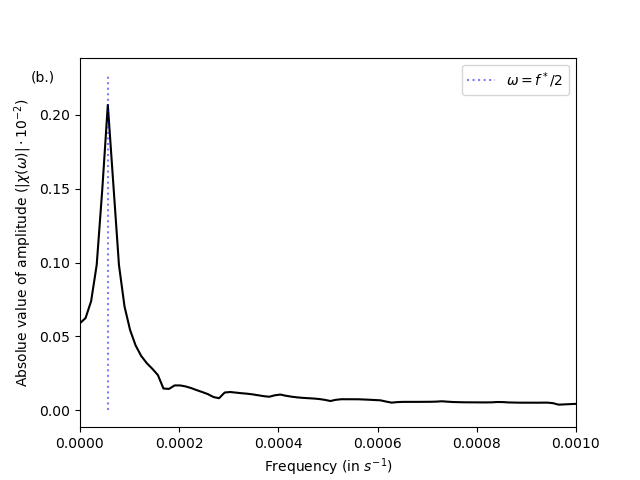 (b.)
ω = f*/2
Absolue value of amplitude (|χ(ω)| · 10⁻²)
0.20
0.15
0.10
0.05
0.00
0.0000 0.0002 0.0004 0.0006 0.0008 0.0010
Frequency (in s⁻¹)